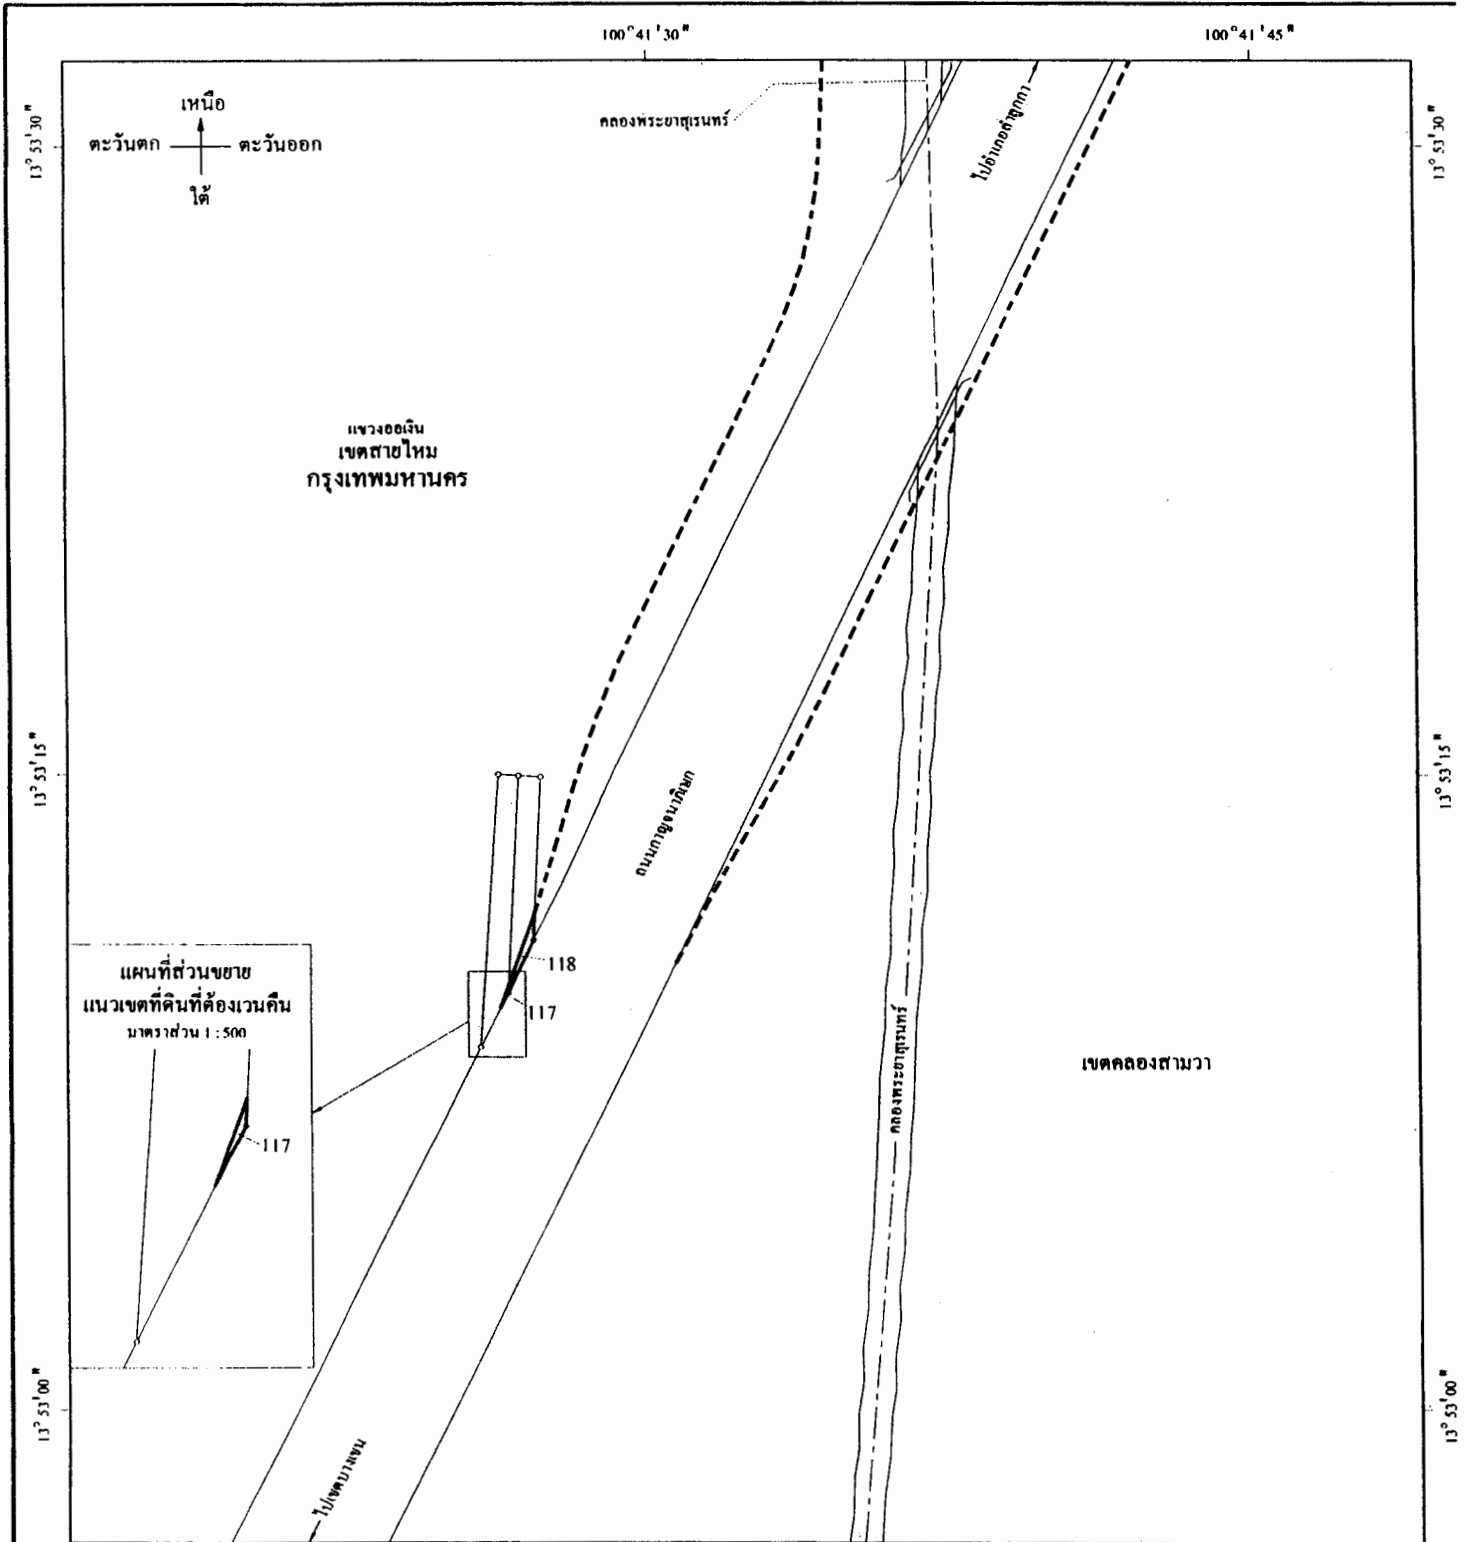 100°41'30"
100°41'45"
13°53'30"
13°53'30"
เหนือ
ตะวันตก
ตะวันออก
ใต้
คลองพระยาสุเรนทร์
ไปอำเภอลำลูกกา
แขวงออเงิน
เขตสายไหม
กรุงเทพมหานคร
13°53'15"
13°53'15"
ถนนกาญจนาภิเษก
118
117
แผนที่ส่วนขยาย
แนวเขตที่ดินที่ต้องเวนคืน
มาตราส่วน 1 : 500
117
คลองพระยาสุเรนทร์
เขตคลองสามวา
13°53'00"
13°53'00"
ไปเขตบางเขน